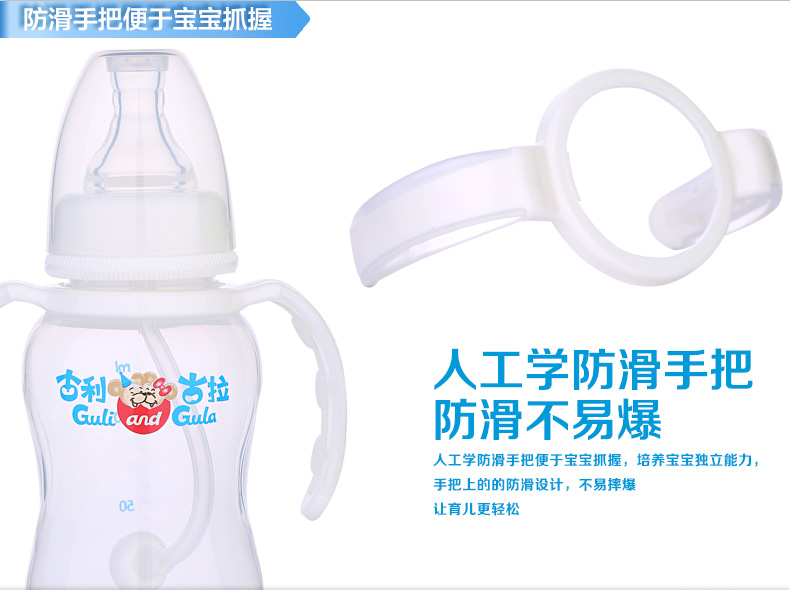 防滑手把便于宝宝抓握
ml
古利 古拉
Guli and Gula
50
人工学防滑手把
防滑不易爆
人工学防滑手把便于宝宝抓握，培养宝宝独立能力，
手把上的的防滑设计，不易摔爆
让育儿更轻松